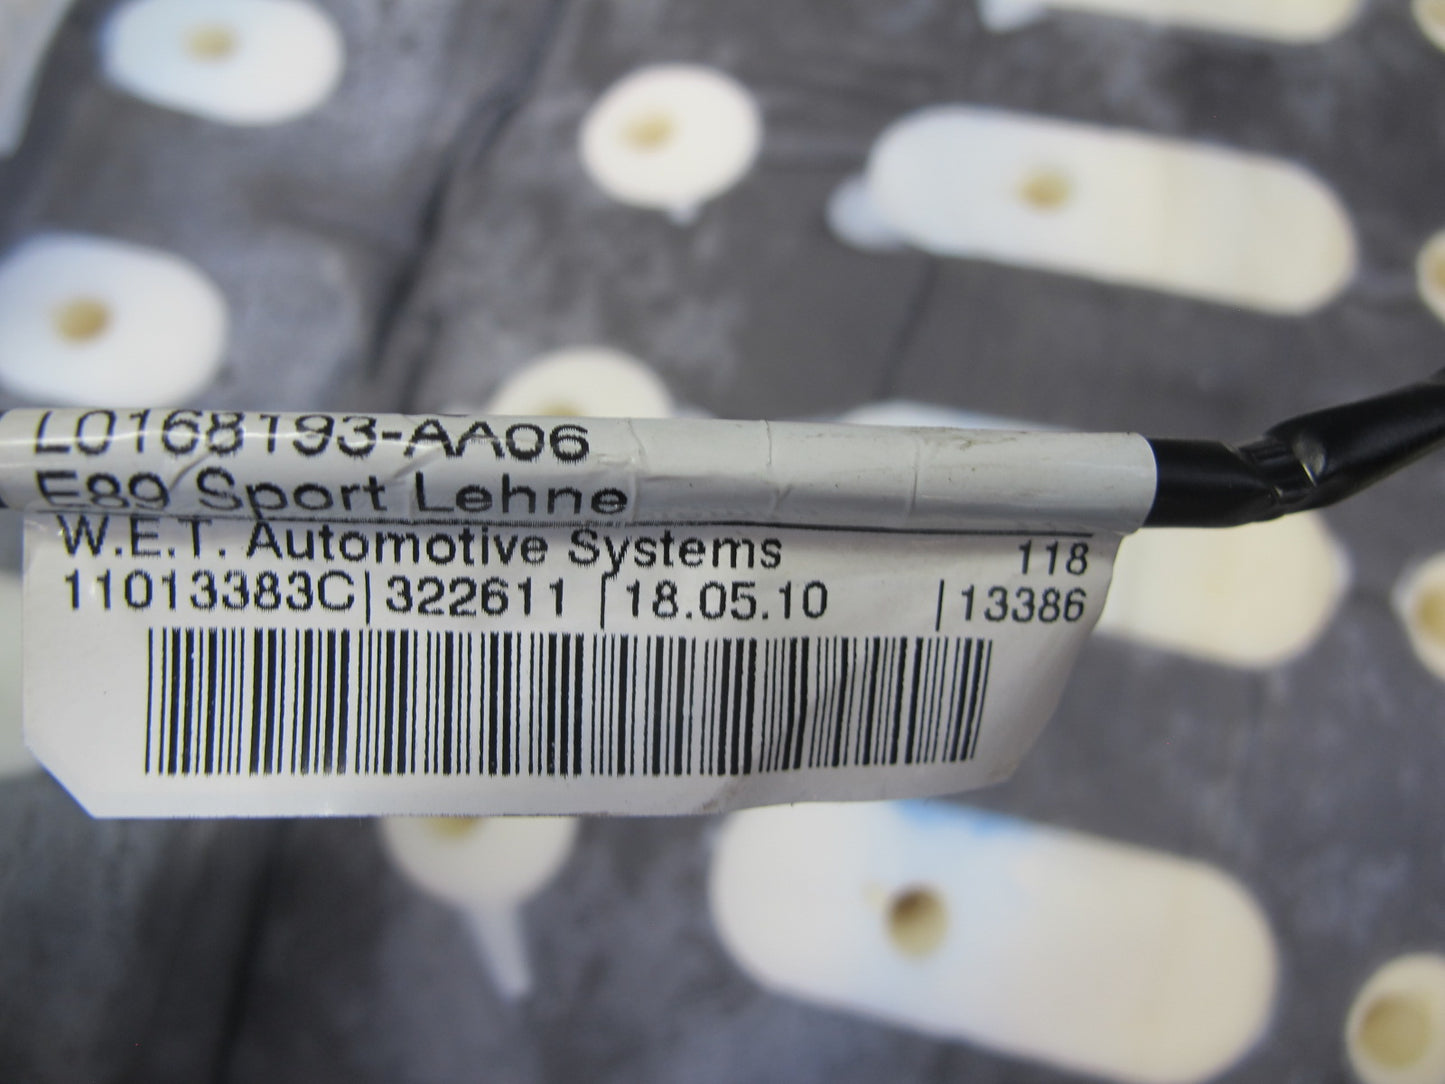 L0168193-AA06
E89 Sport Lehne
W.E.T. Automotive Systems 118
11013383C|322611 |18.05.10 |13386